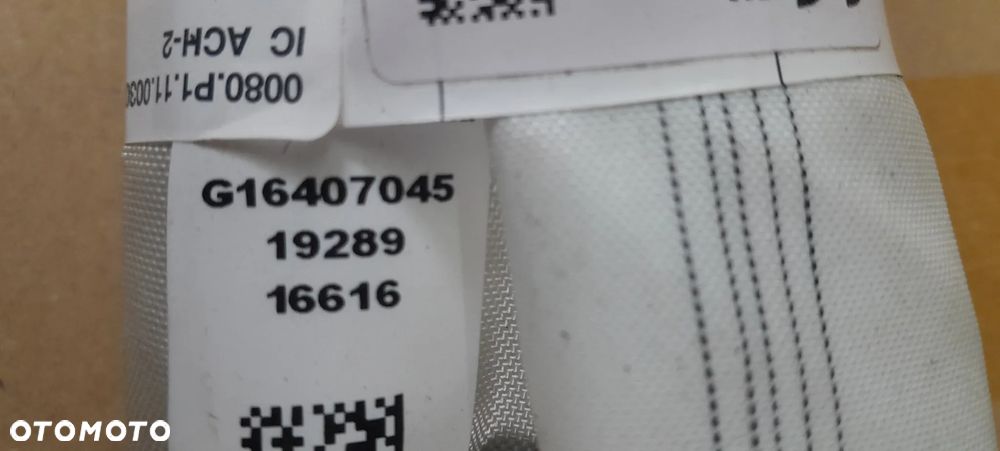 IC ACM-2
0080.P1.11.003
G16407045
19289
16616
OTOMOTO